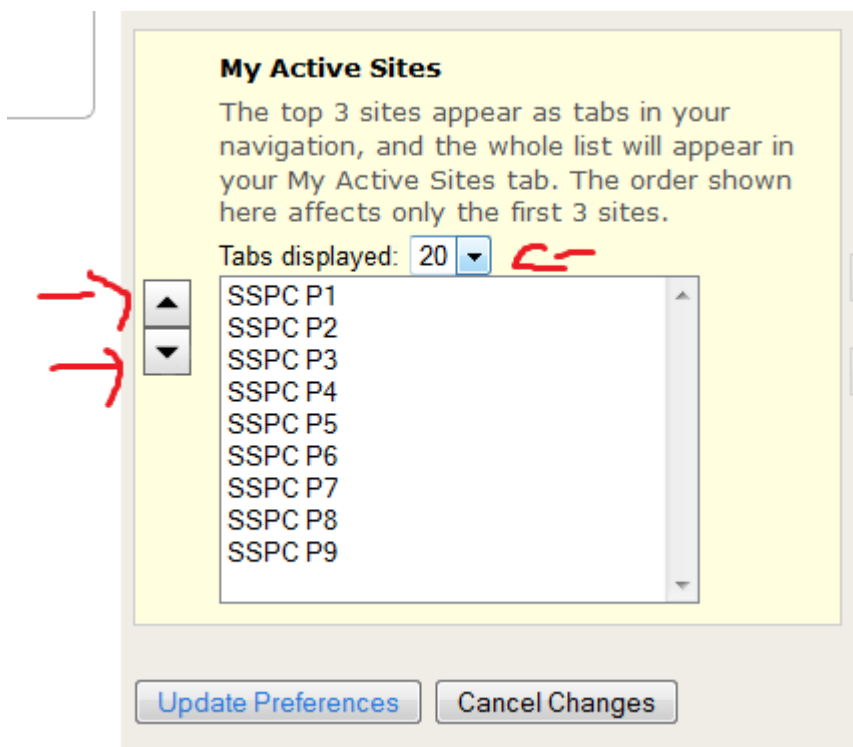 My Active Sites
The top 3 sites appear as tabs in your
navigation, and the whole list will appear in
your My Active Sites tab. The order shown
here affects only the first 3 sites.
Tabs displayed: 20
SSPC P1
SSPC P2
SSPC P3
SSPC P4
SSPC P5
SSPC P6
SSPC P7
SSPC P8
SSPC P9
Update Preferences Cancel Changes